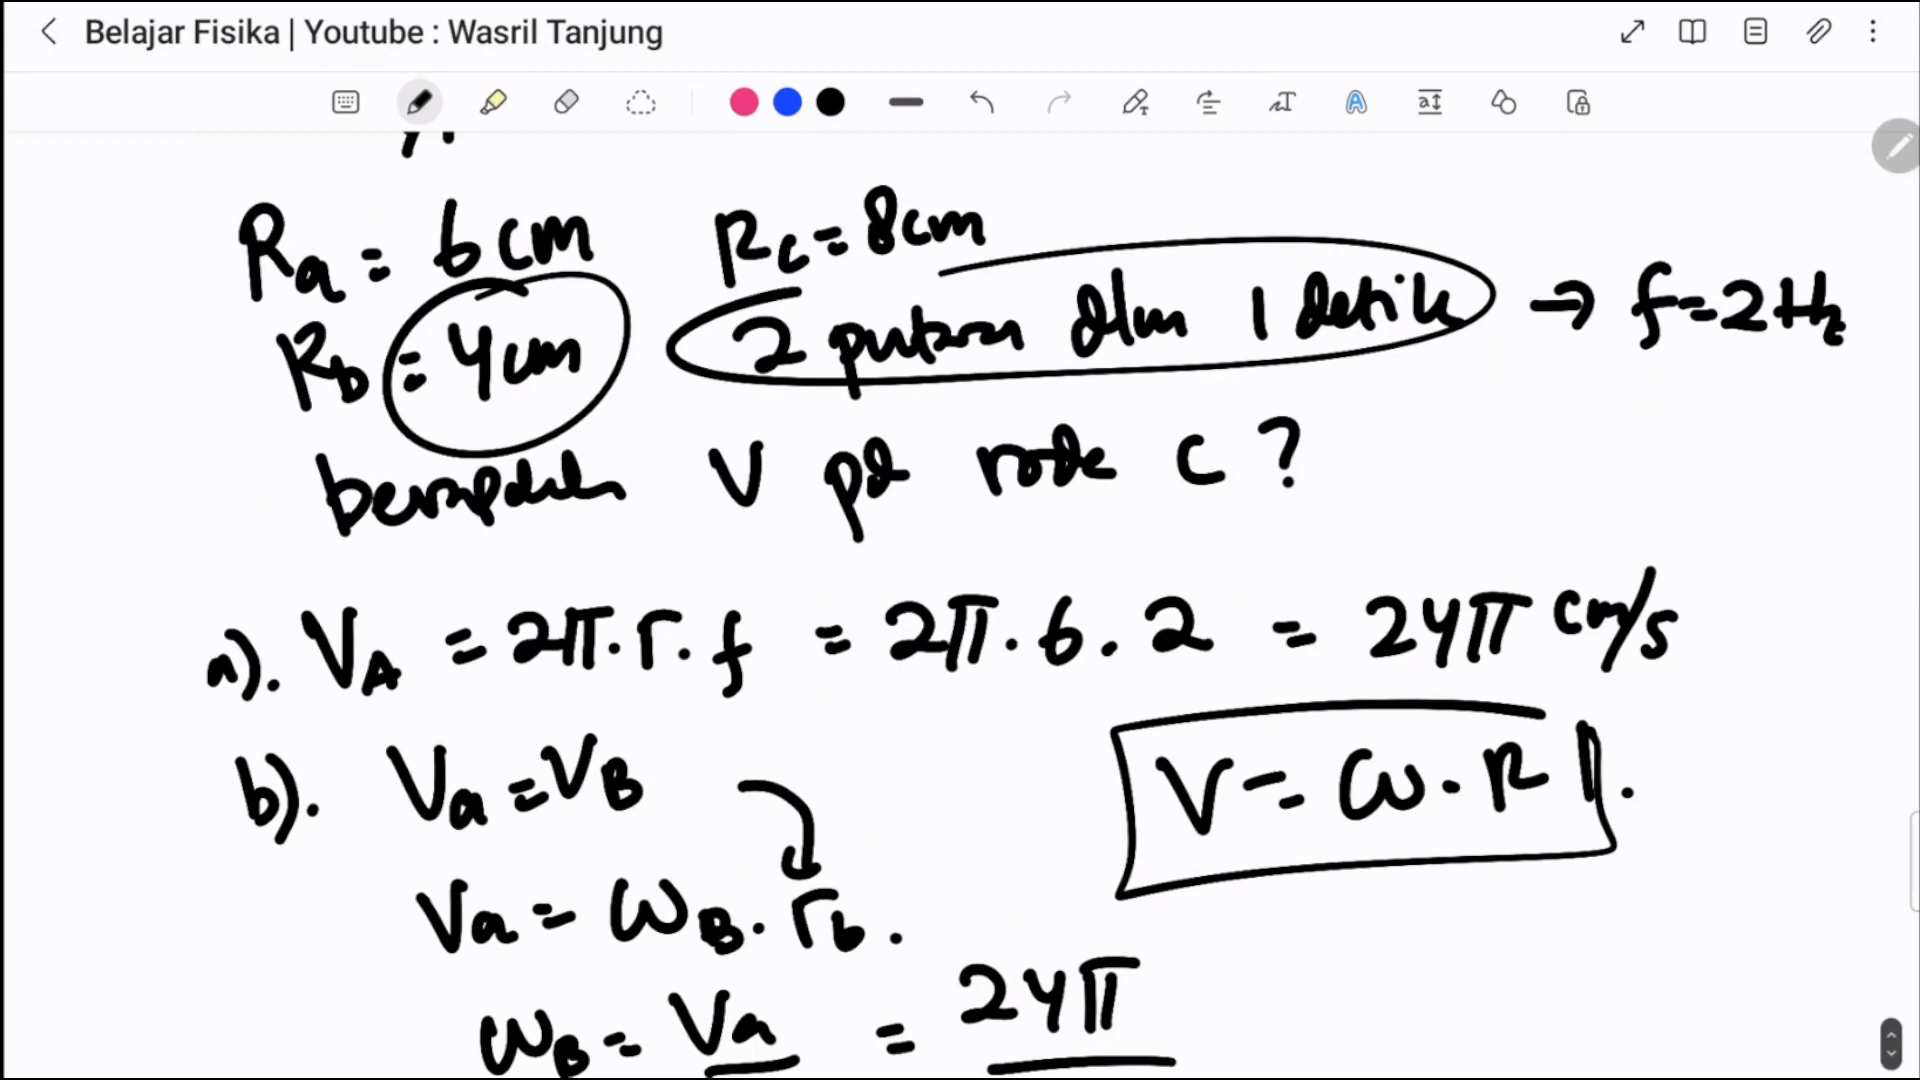 Belajar Fisika | Youtube : Wasril Tanjung
Ra = 6 cm Rc = 8 cm
Rb = 4 cm 2 putaran dlm 1 detik → f = 2 Hz
berapakah V pd roda C ?
a). VA = 2π . r . f = 2π . 6 . 2 = 24π cm/s
b). Va = VB V = ω . R
Va = ωB . rb .
ωB = Va = 24π